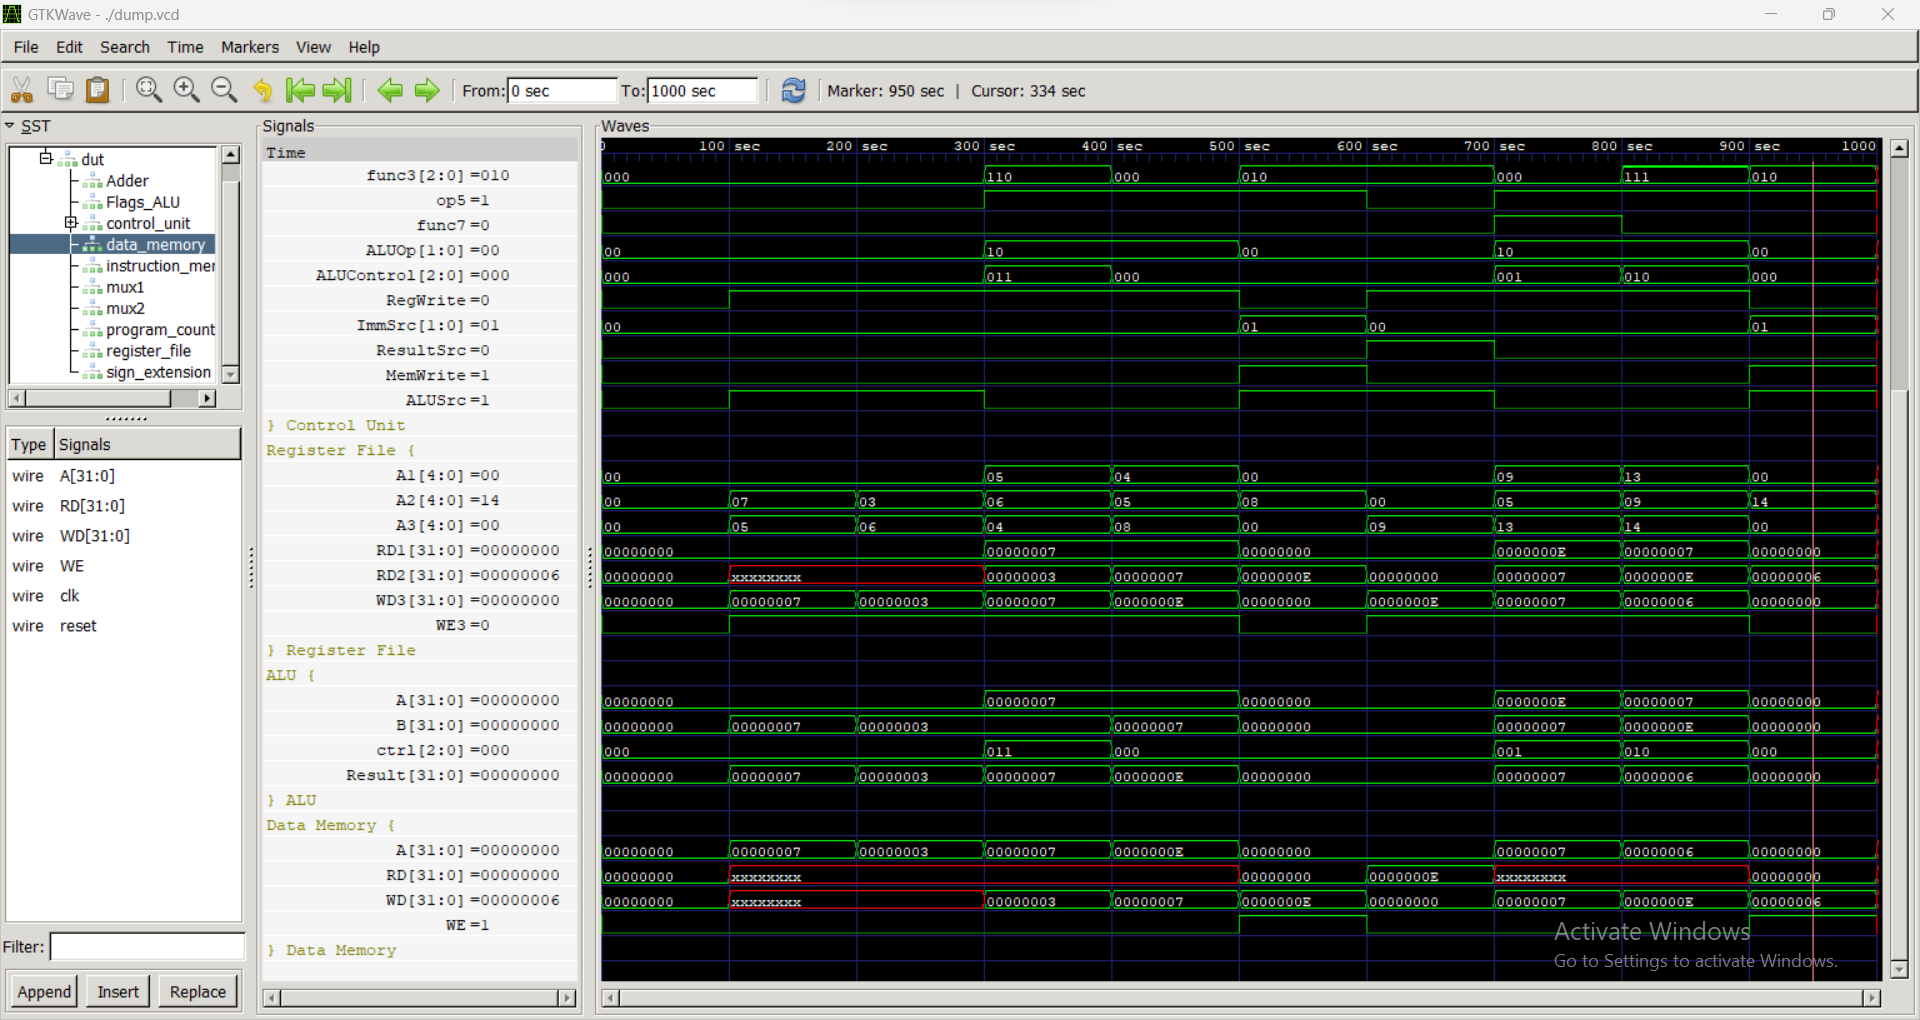 GTKWave - ./dump.vcd
File Edit Search Time Markers View Help
From: 0 sec To: 1000 sec Marker: 950 sec | Cursor: 334 sec
SST
dut
Adder
Flags_ALU
control_unit
data_memory
instruction_mer
mux1
mux2
program_count
register_file
sign_extension
Type Signals
wire A[31:0]
wire RD[31:0]
wire WD[31:0]
wire WE
wire clk
wire reset
Filter:
Append Insert Replace
Signals
Time
func3[2:0] =010
op5 =1
func7 =0
ALUOp[1:0] =00
ALUControl[2:0] =000
RegWrite =0
ImmSrc[1:0] =01
ResultSrc =0
MemWrite =1
ALUSrc =1
} Control Unit
Register File {
A1[4:0] =00
A2[4:0] =14
A3[4:0] =00
RD1[31:0] =00000000
RD2[31:0] =00000006
WD3[31:0] =00000000
WE3 =0
} Register File
ALU {
A[31:0] =00000000
B[31:0] =00000000
ctrl[2:0] =000
Result[31:0] =00000000
} ALU
Data Memory {
A[31:0] =00000000
RD[31:0] =00000000
WD[31:0] =00000006
WE =1
} Data Memory
Waves
0 100 sec 200 sec 300 sec 400 sec 500 sec 600 sec 700 sec 800 sec 900 sec 1000
000 110 000 010 000 111 010
00 10 00 10 00
000 011 000 001 010 000
00 01 00 01
00 05 04 00 09 13 00
00 07 03 06 05 08 00 05 09 14
00 05 06 04 08 00 09 13 14 00
00000000 00000007 00000000 0000000E 00000007 00000000
00000000 xxxxxxxx 00000003 00000007 0000000E 00000000 00000007 0000000E 00000006
00000000 00000007 00000003 00000007 0000000E 00000000 0000000E 00000007 00000006 00000000
00000000 00000007 00000000 0000000E 00000007 00000000
00000000 00000007 00000003 00000007 00000000 00000007 0000000E 00000000
000 011 000 001 010 000
00000000 00000007 00000003 00000007 0000000E 00000000 00000007 00000006 00000000
00000000 00000007 00000003 00000007 0000000E 00000000 00000007 00000006 00000000
00000000 xxxxxxxx 00000000 0000000E xxxxxxxx 00000000
00000000 xxxxxxxx 00000003 00000007 0000000E 00000000 00000007 0000000E 00000006
Activate Windows
Go to Settings to activate Windows.